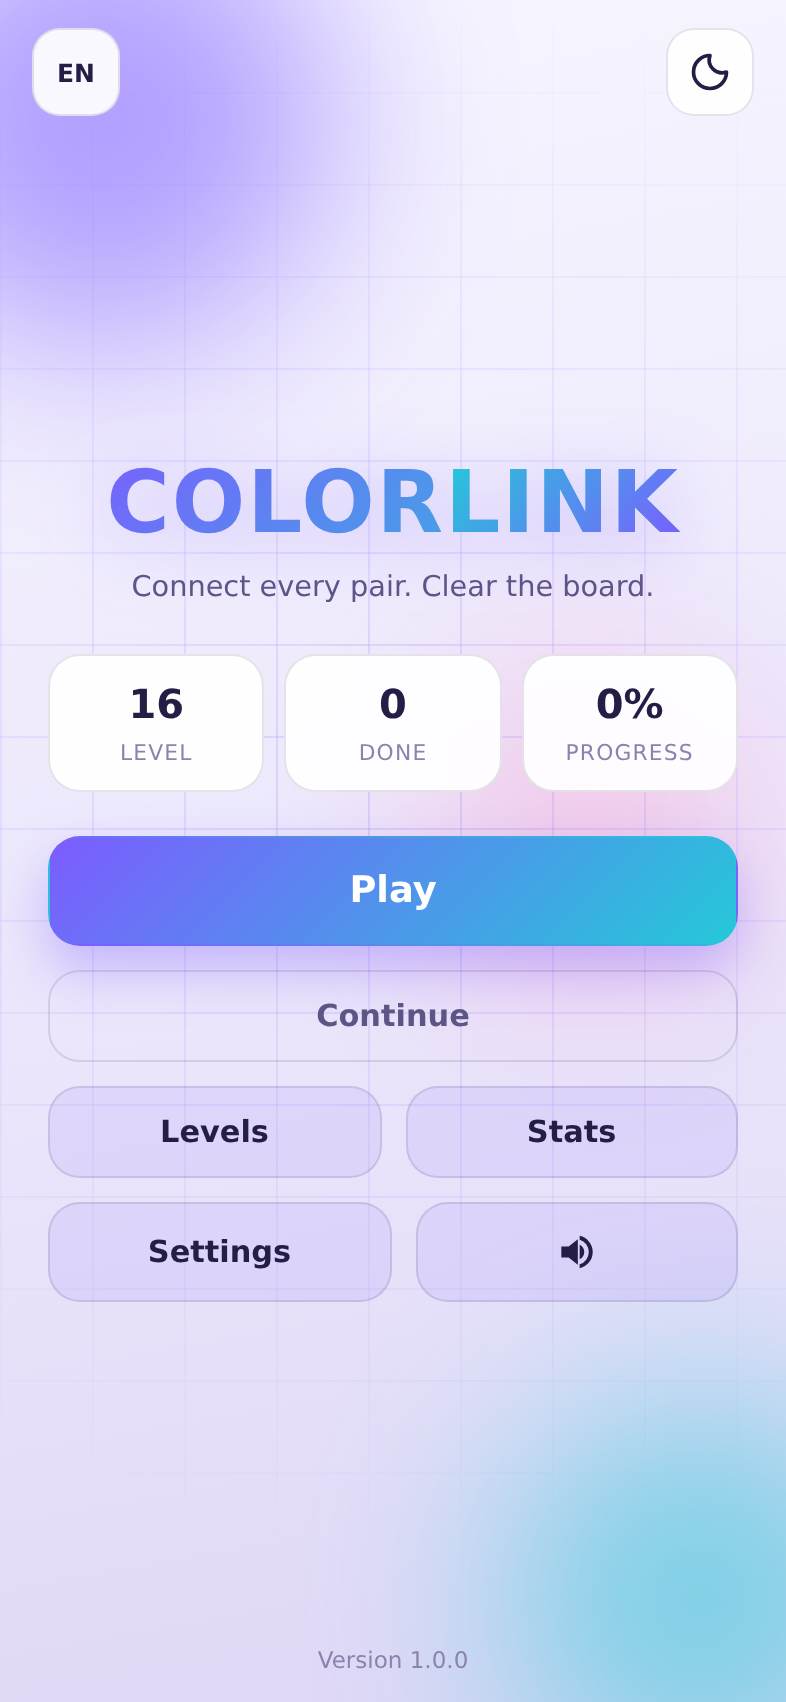 EN
COLORLINK
Connect every pair. Clear the board.
16
LEVEL
0
DONE
0%
PROGRESS
Play
Continue
Levels
Stats
Settings
Version 1.0.0